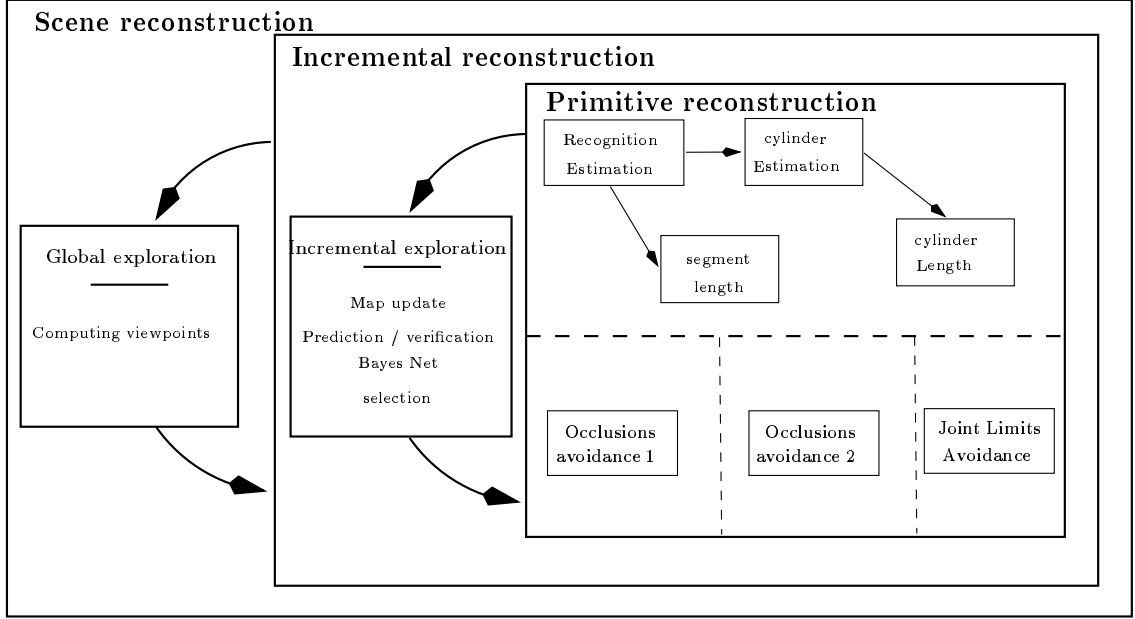 Scene reconstruction
Incremental reconstruction
Primitive reconstruction
Recognition
Estimation
cylinder
Estimation
segment
length
cylinder
Length
Global exploration
Computing viewpoints
Incremental exploration
Map update
Prediction / verification
Bayes Net
selection
Occlusions
avoidance 1
Occlusions
avoidance 2
Joint Limits
Avoidance